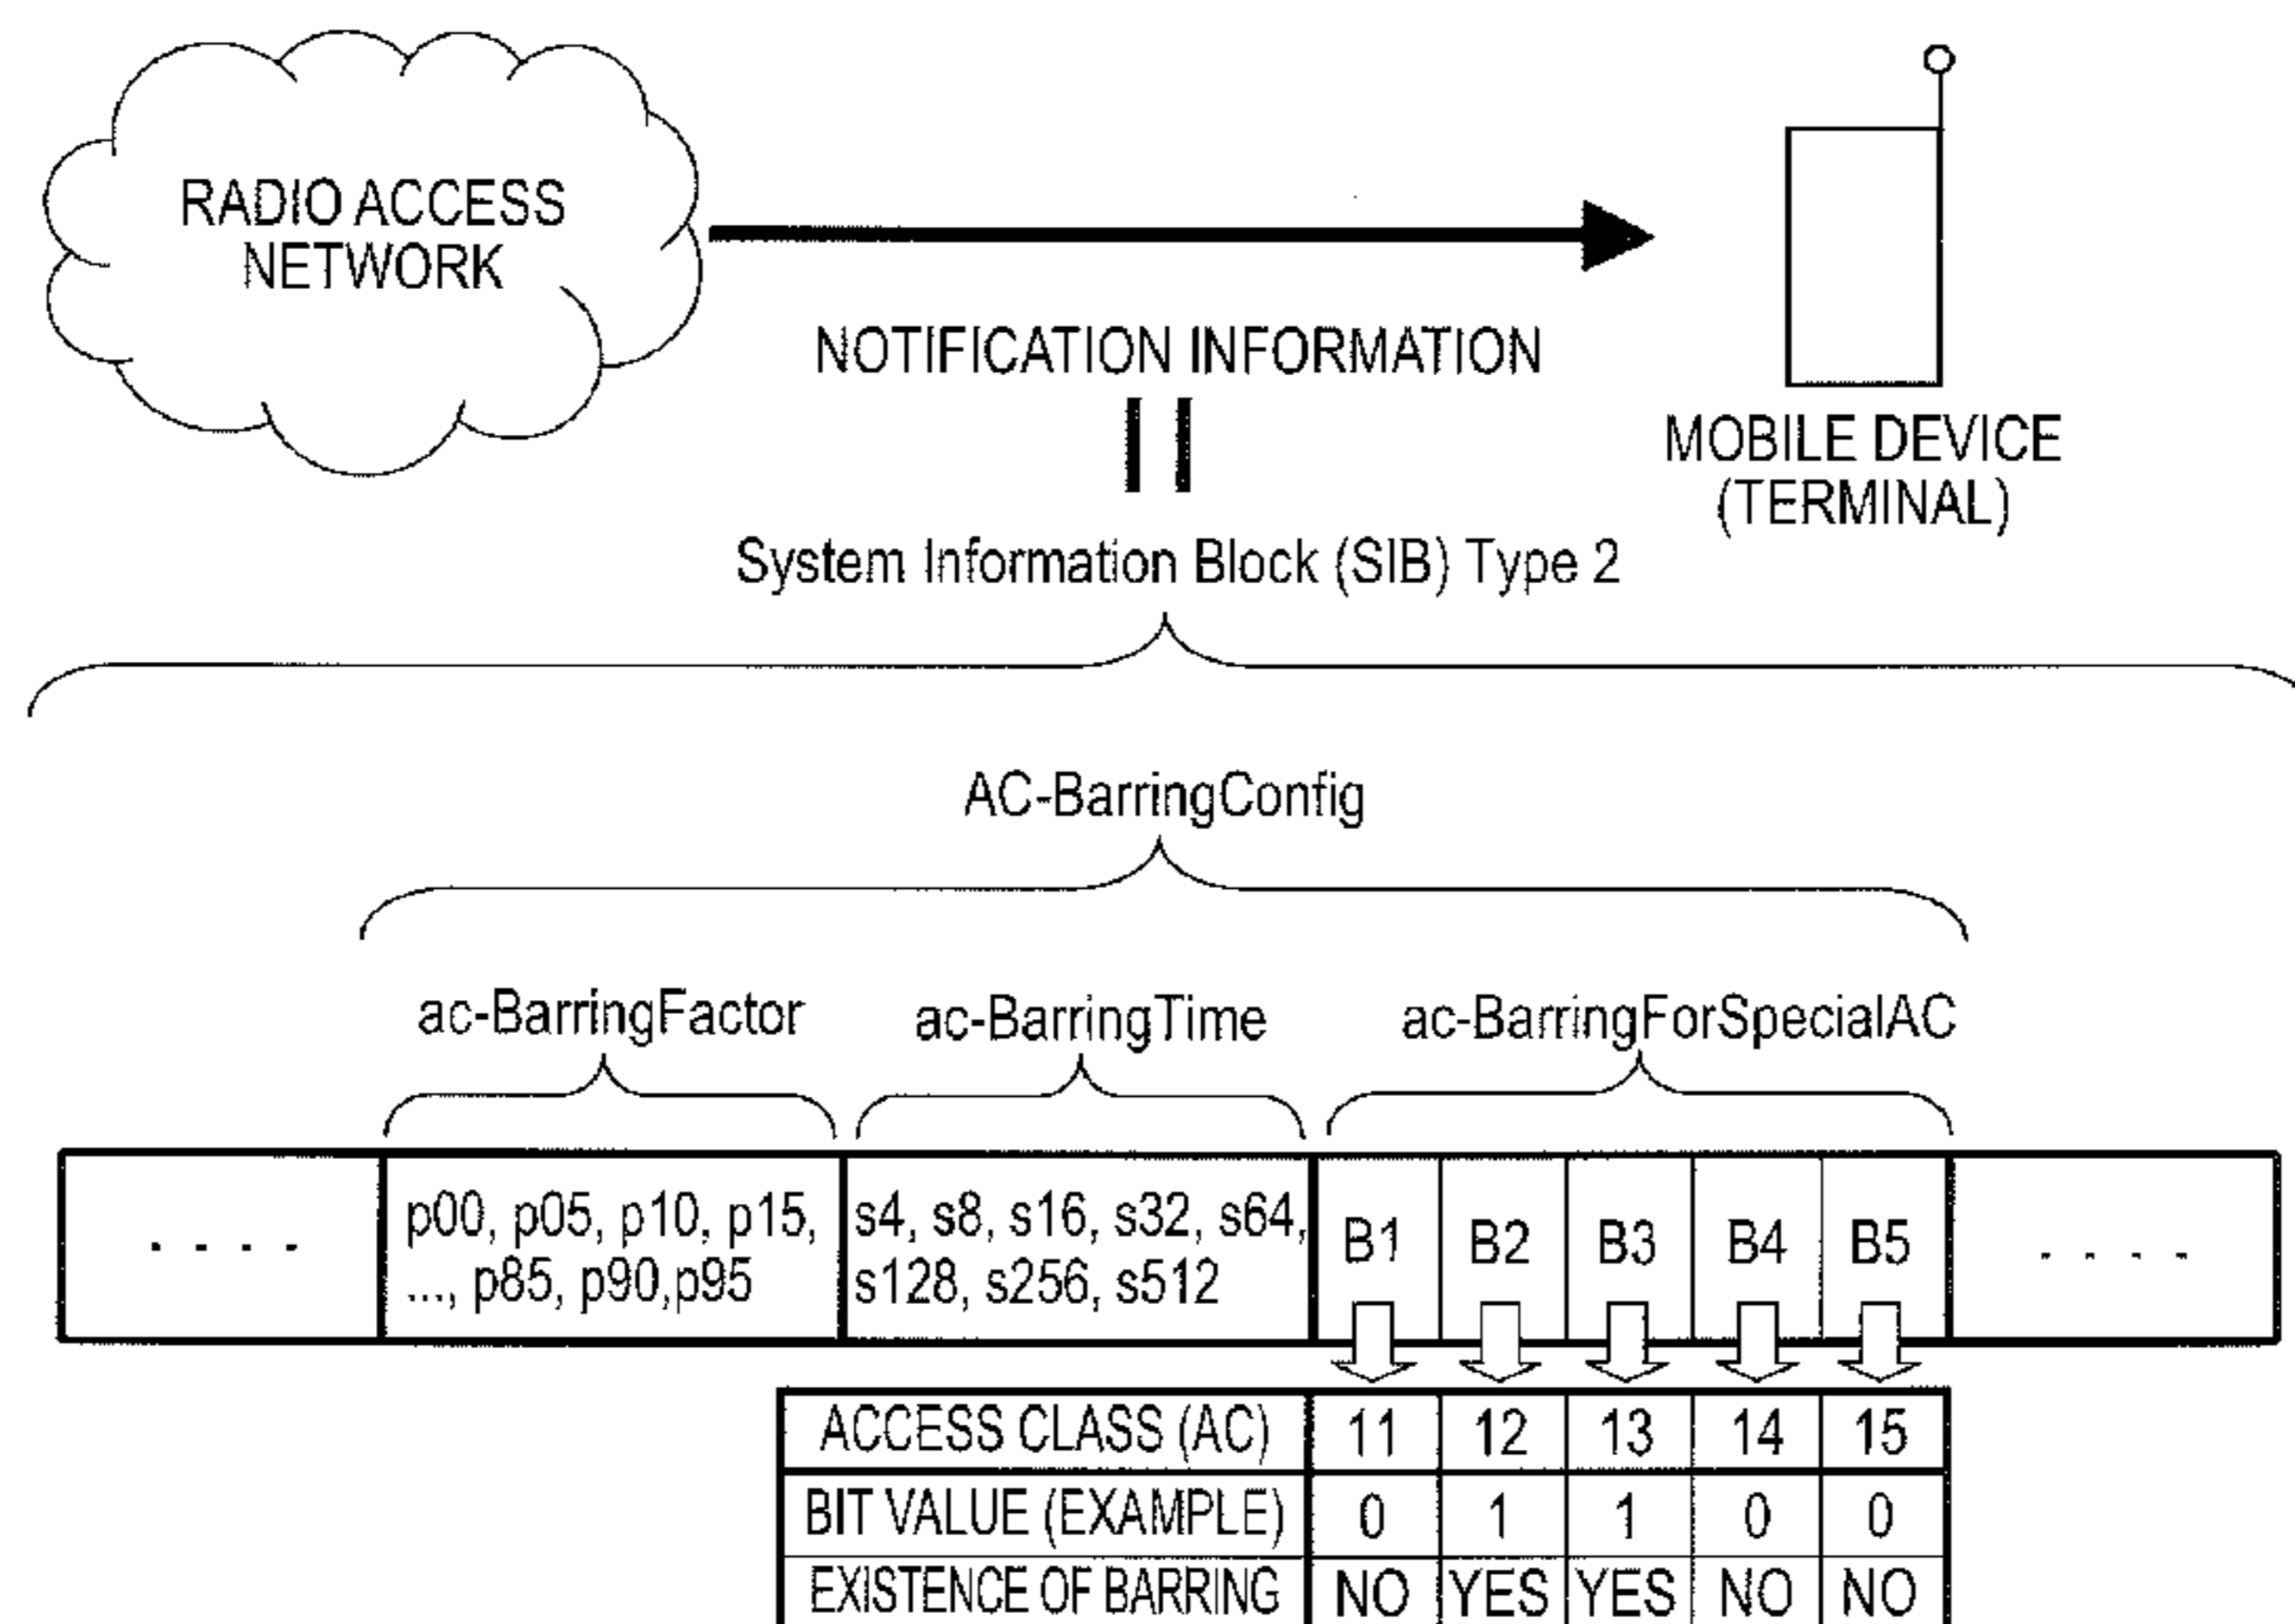 RADIO ACCESS
NETWORK
NOTIFICATION INFORMATION
MOBILE DEVICE
(TERMINAL)
System Information Block (SIB) Type 2
AC-BarringConfig
ac-BarringFactor ac-BarringTime ac-BarringForSpecialAC
. . . . p00, p05, p10, p15, s4, s8, s16, s32, s64, B1 B2 B3 B4 B5 . . . .
..., p85, p90,p95 s128, s256, s512
ACCESS CLASS (AC) 11 12 13 14 15
BIT VALUE (EXAMPLE) 0 1 1 0 0
EXISTENCE OF BARRING NO YES YES NO NO